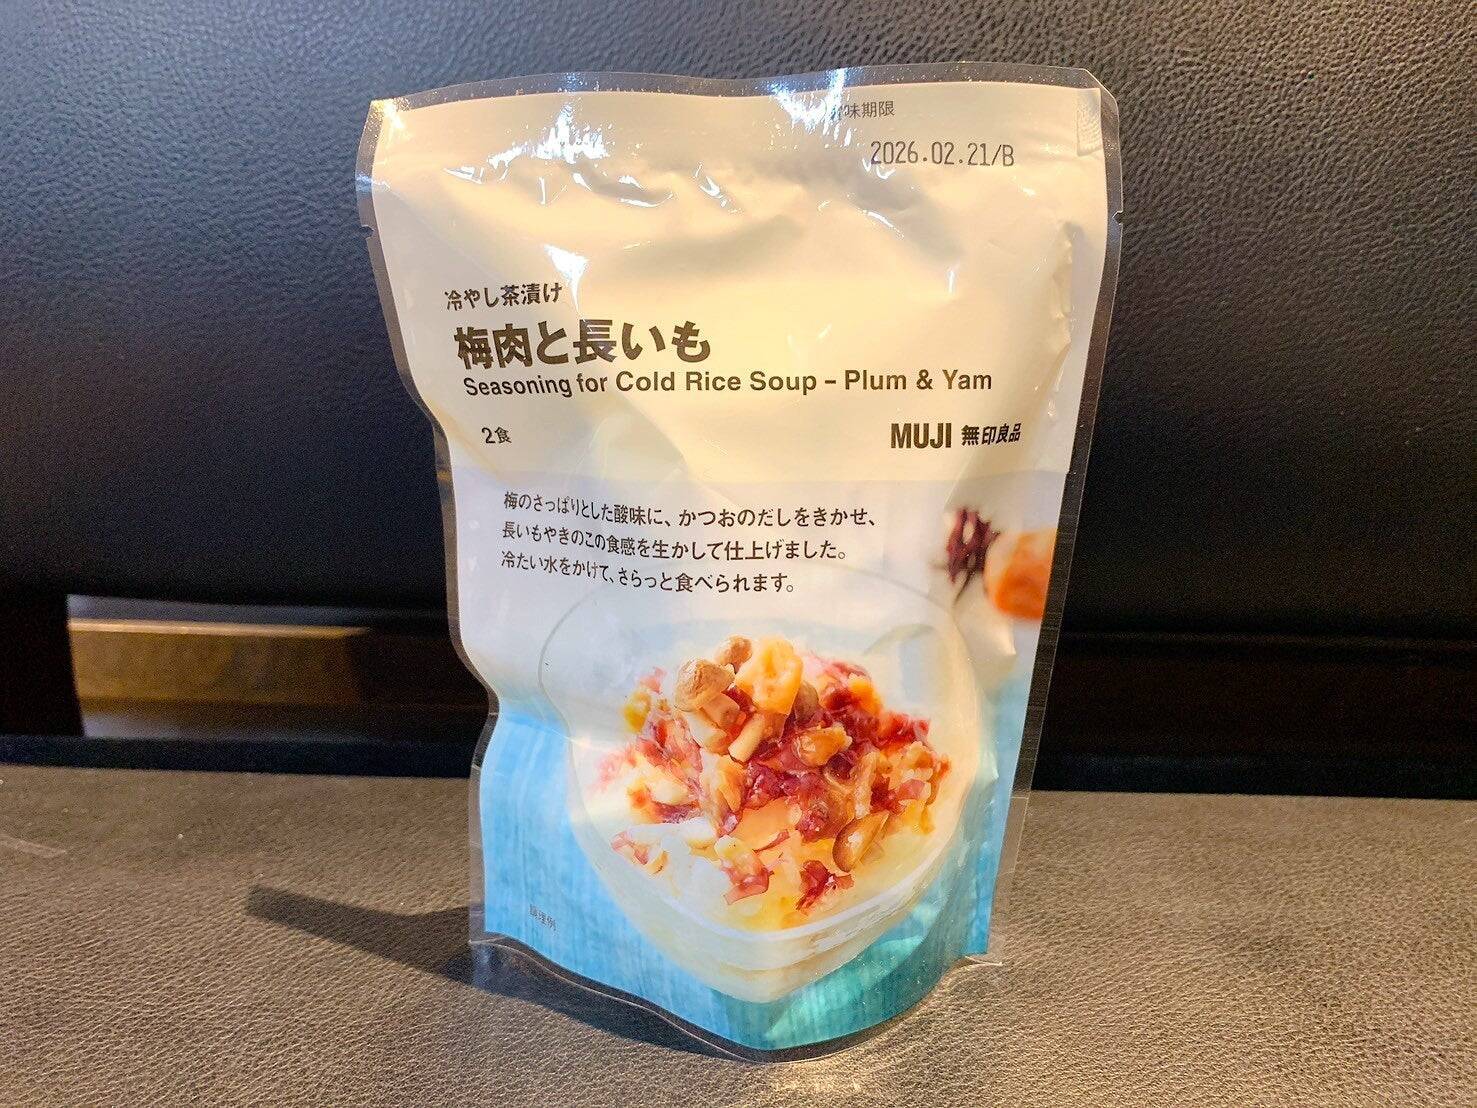 賞味期限
2026.02.21/B
冷やし茶漬け
梅肉と長いも
Seasoning for Cold Rice Soup – Plum & Yam
2食
MUJI 無印良品
梅のさっぱりとした酸味に、かつおのだしをきかせ、
長いもやきのこの食感を生かして仕上げました。
冷たい水をかけて、さらっと食べられます。
調理例